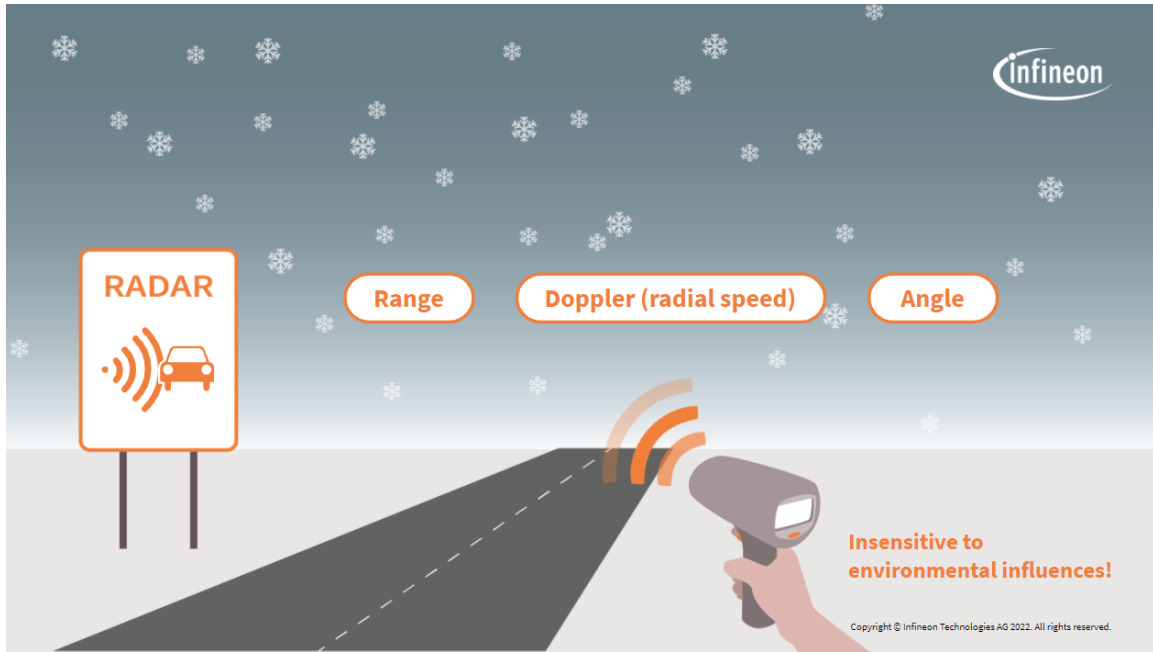 infineon
RADAR
Range
Doppler (radial speed)
Angle
Insensitive to
environmental influences!
Copyright © Infineon Technologies AG 2022. All rights reserved.